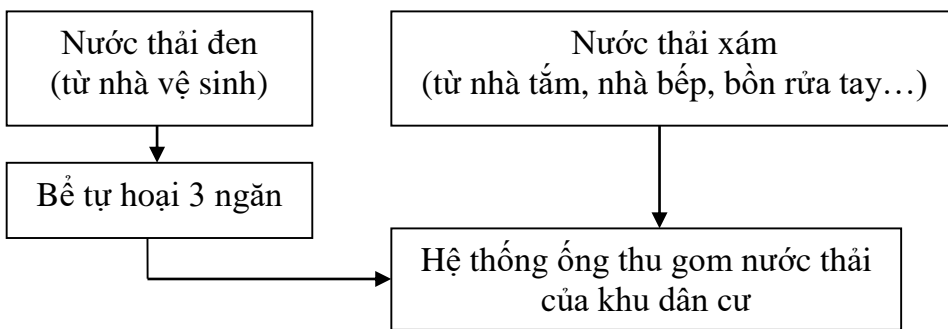 Nước thải đen
(từ nhà vệ sinh)
Nước thải xám
(từ nhà tắm, nhà bếp, bồn rửa tay…)
Bể tự hoại 3 ngăn
Hệ thống ống thu gom nước thải
của khu dân cư